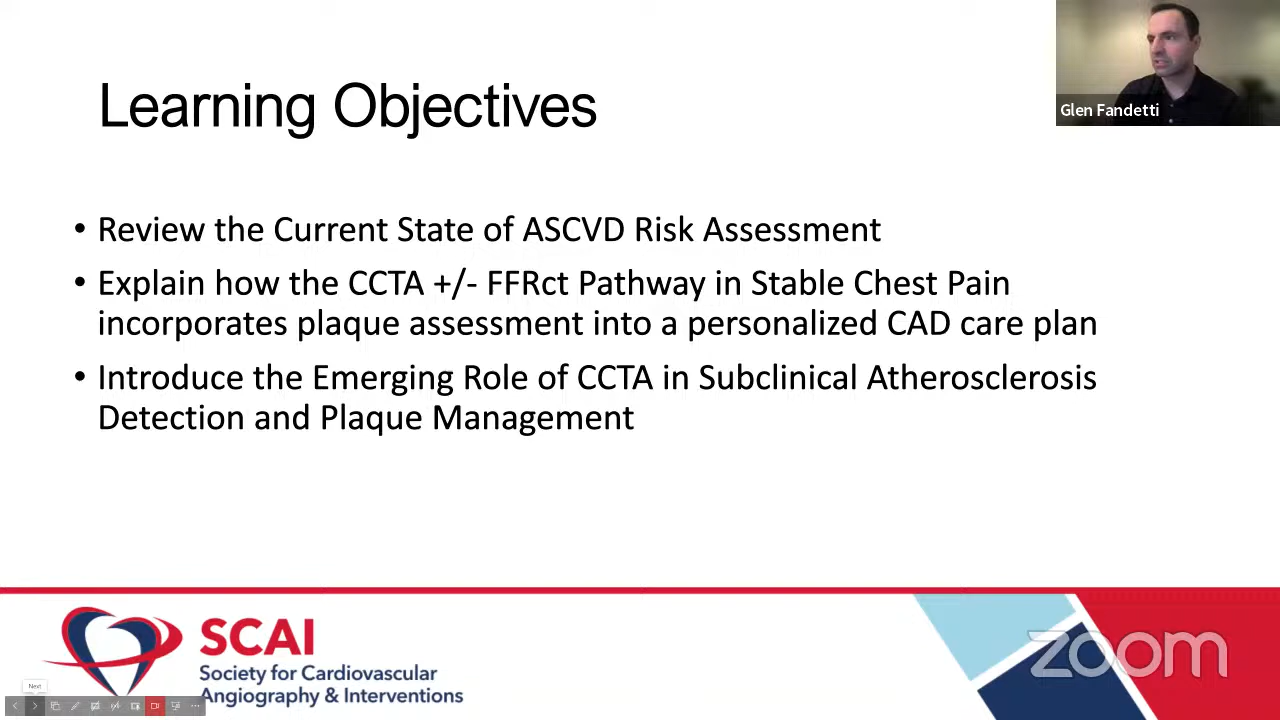 Learning Objectives
Glen Fandetti
• Review the Current State of ASCVD Risk Assessment
• Explain how the CCTA +/- FFRct Pathway in Stable Chest Pain
incorporates plaque assessment into a personalized CAD care plan
• Introduce the Emerging Role of CCTA in Subclinical Atherosclerosis
Detection and Plaque Management
SCAI
Society for Cardiovascular
Angiography & Interventions
zoom
Next